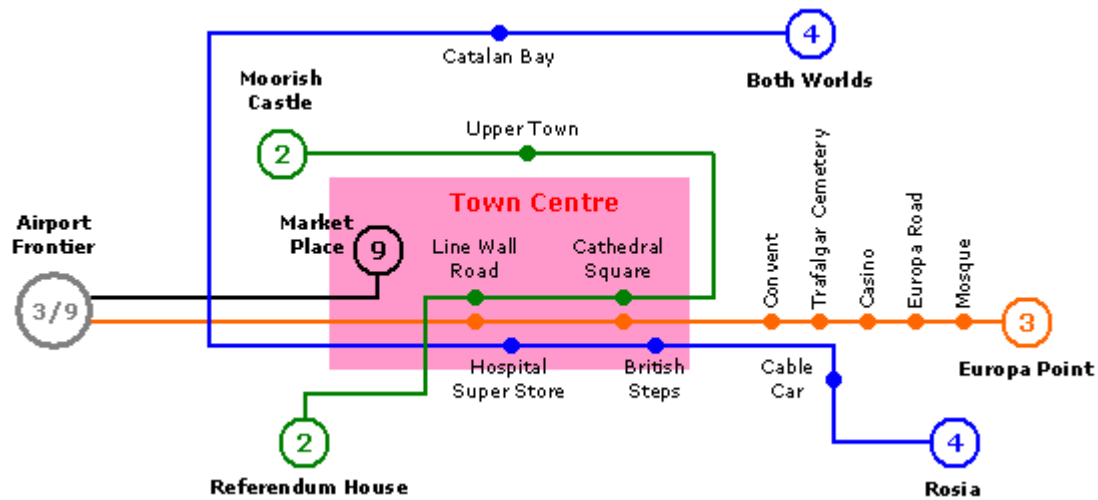 4
Catalan Bay
Both Worlds
Moorish
Castle
Upper Town
2
Town Centre
Airport
Frontier
Market
Place
9
Line Wall
Road
Cathedral
Square
Convent
Trafalgar Cemetery
Casino
Europa Road
Mosque
3/9
3
Hospital
Super Store
British
Steps
Cable
Car
Europa Point
2
4
Referendum House
Rosia